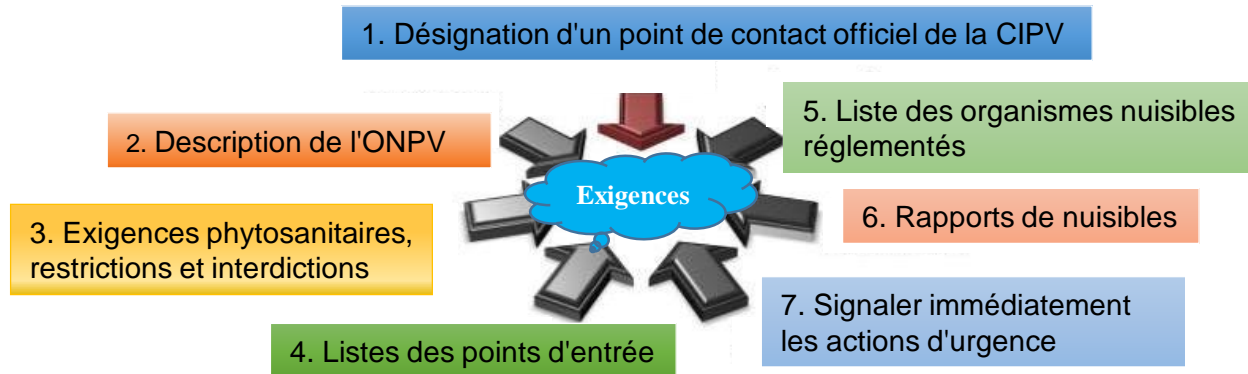 1. Désignation d'un point de contact officiel de la CIPV
2. Description de l'ONPV
3. Exigences phytosanitaires,
restrictions et interdictions
4. Listes des points d'entrée
Exigences
5. Liste des organismes nuisibles
réglementés
6. Rapports de nuisibles
7. Signaler immédiatement
les actions d'urgence